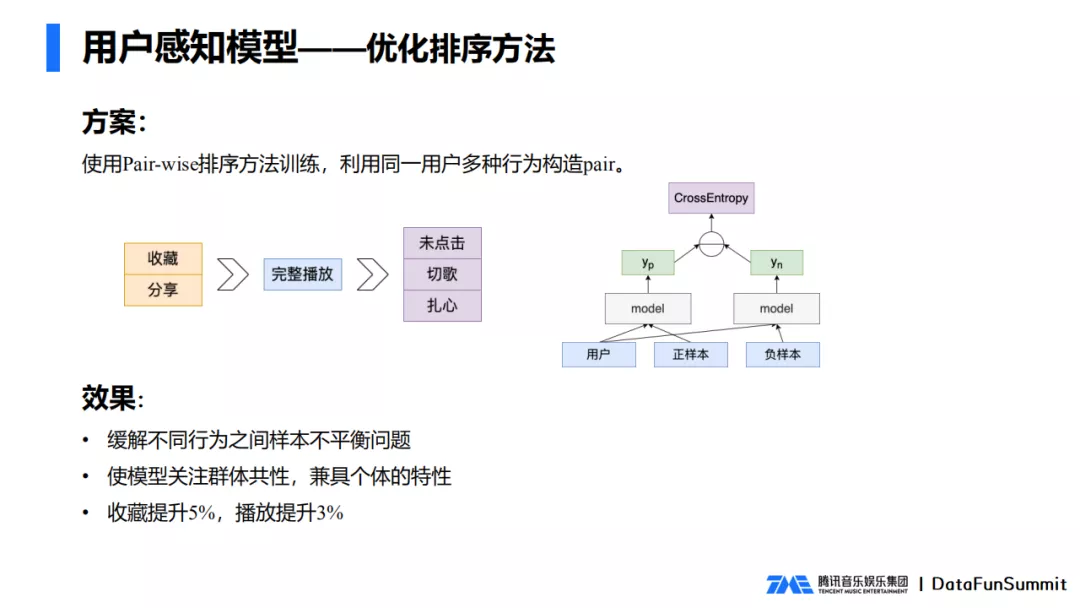 用户感知模型——优化排序方法
方案：
使用Pair-wise排序方法训练，利用同一用户多种行为构造pair。
收藏
分享
完整播放
未点击
切歌
扎心
CrossEntropy
yp
yn
model
model
用户
正样本
负样本
效果：
• 缓解不同行为之间样本不平衡问题
• 使模型关注群体共性，兼具个体的特性
• 收藏提升5%，播放提升3%
TME 腾讯音乐娱乐集团 | DataFunSummit
TENCENT MUSIC ENTERTAINMENT